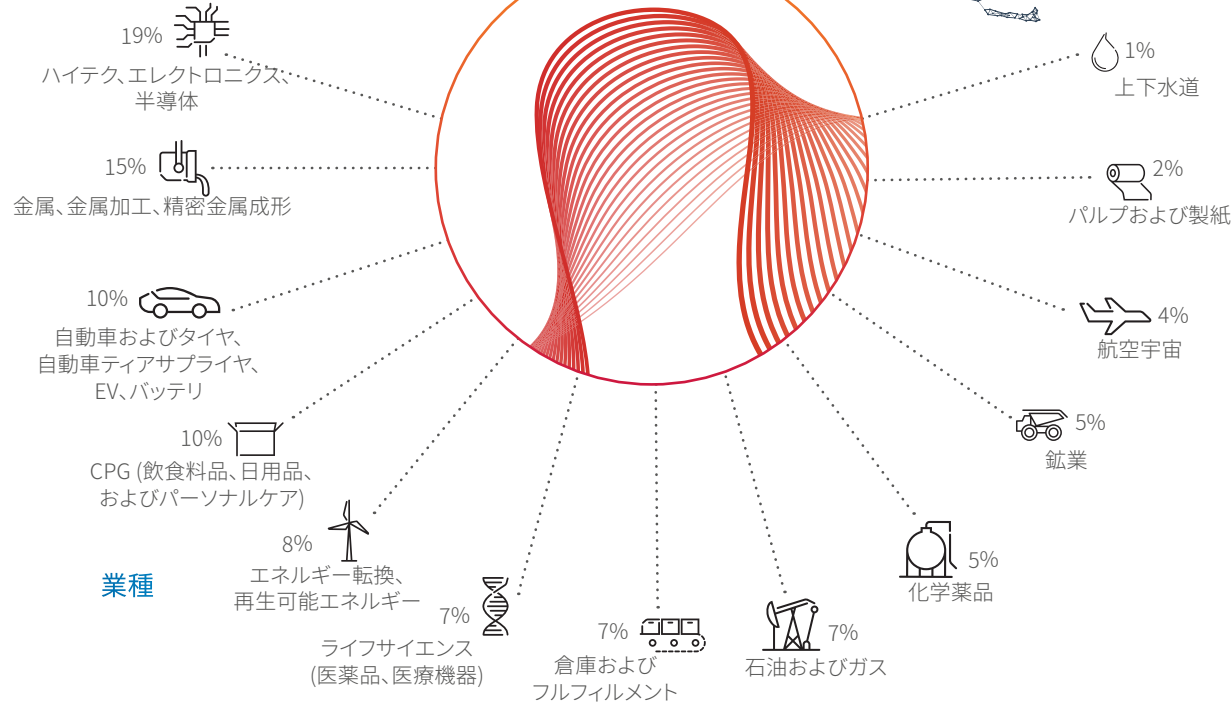 19%
ハイテク、エレクトロニクス、
半導体
15%
金属、金属加工、精密金属成形
10%
自動車およびタイヤ、
自動車ティアサプライヤ、
EV、バッテリ
10%
CPG (飲食料品、日用品、
およびパーソナルケア)
8%
エネルギー転換、
再生可能エネルギー
業種
7%
ライフサイエンス
(医薬品、医療機器)
7%
倉庫および
フルフィルメント
7%
石油およびガス
5%
化学薬品
5%
鉱業
4%
航空宇宙
2%
パルプおよび製紙
1%
上下水道